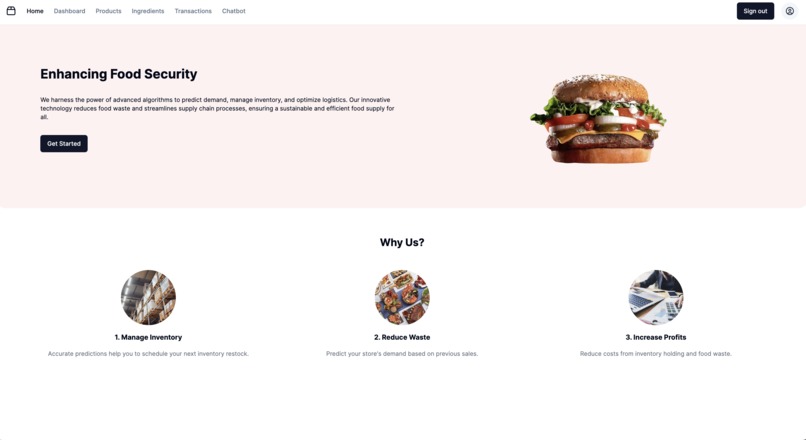 Home Dashboard Products Ingredients Transactions Chatbot Sign out
Enhancing Food Security
We harness the power of advanced algorithms to predict demand, manage inventory, and optimize logistics. Our innovative
technology reduces food waste and streamlines supply chain processes, ensuring a sustainable and efficient food supply for
all.
Get Started
Why Us?
1. Manage Inventory 2. Reduce Waste 3. Increase Profits
Accurate predictions help you to schedule your next inventory restock. Predict your store's demand based on previous sales. Reduce costs from inventory holding and food waste.